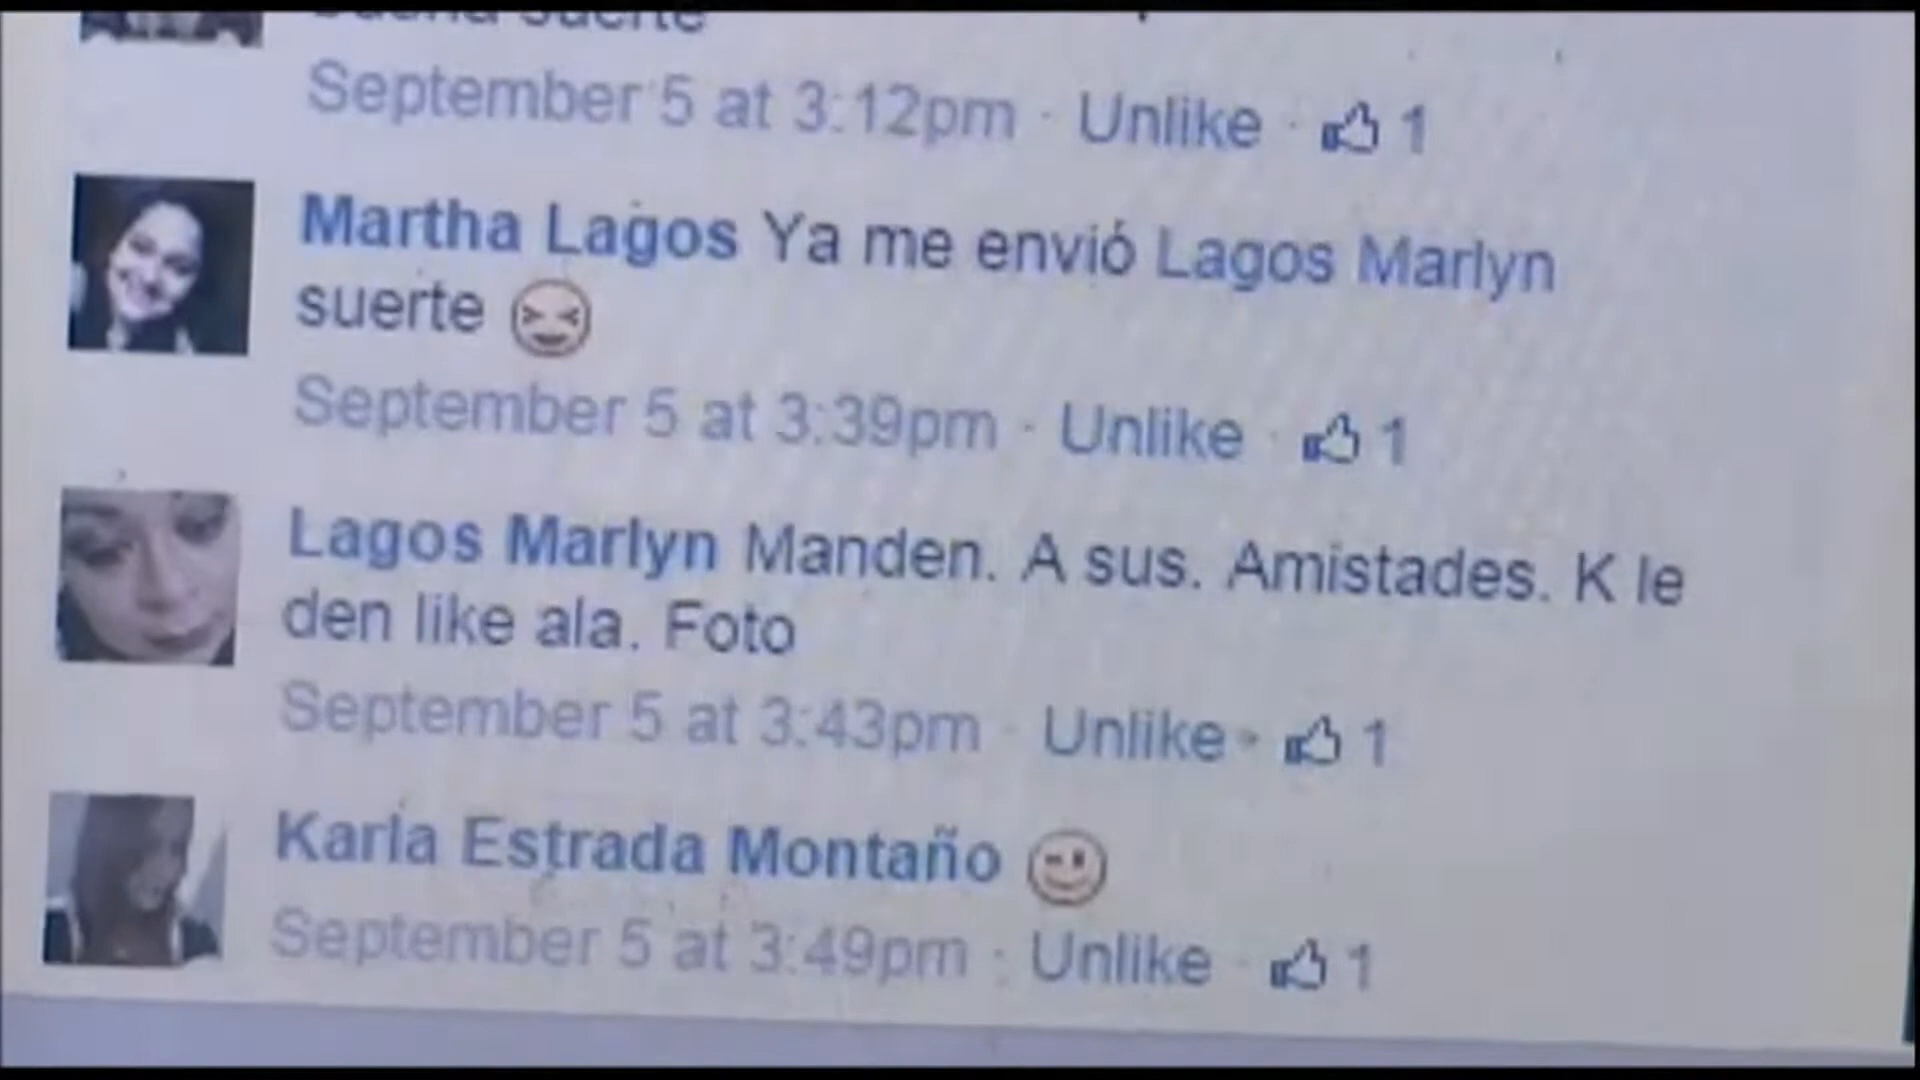 September 5 at 3:12pm · Unlike · 1
Martha Lagos Ya me envió Lagos Marlyn
suerte
September 5 at 3:39pm · Unlike · 1
Lagos Marlyn Manden. A sus. Amistades. K le
den like ala. Foto
September 5 at 3:43pm · Unlike · 1
Karla Estrada Montaño
September 5 at 3:49pm · Unlike · 1